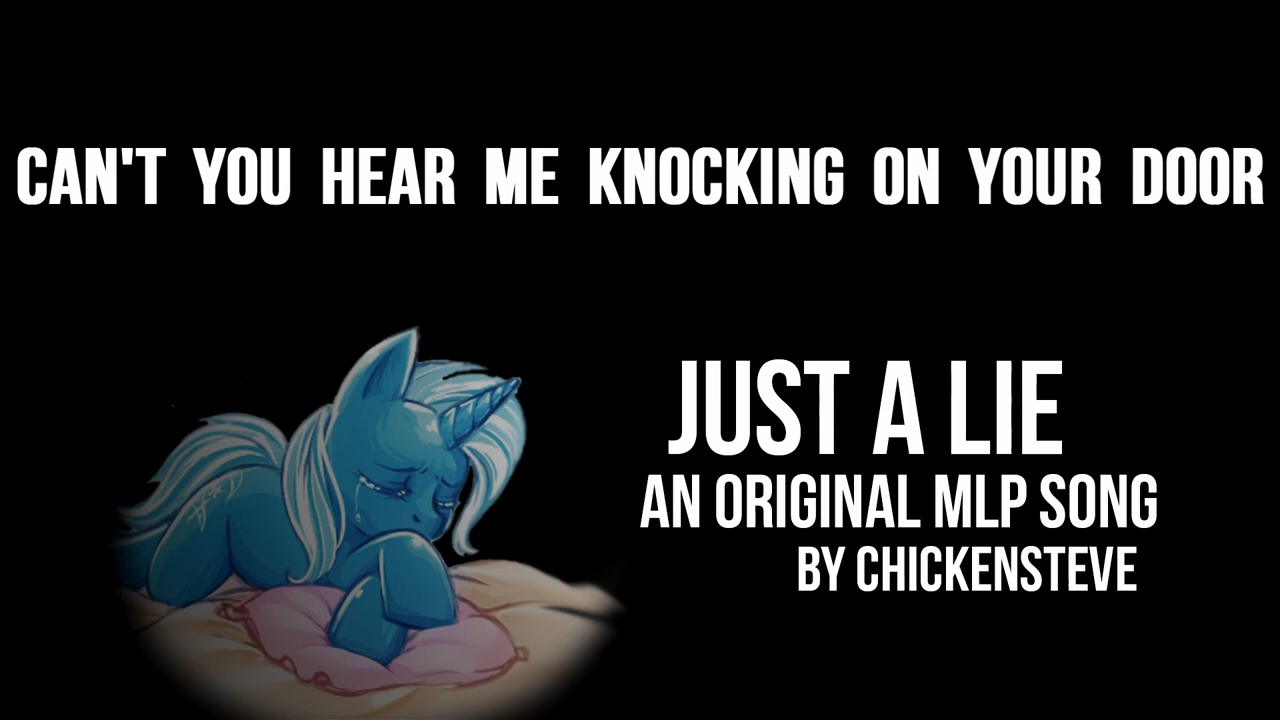 CAN'T YOU HEAR ME KNOCKING ON YOUR DOOR
JUST A LIE
AN ORIGINAL MLP SONG
BY CHICKENSTEVE